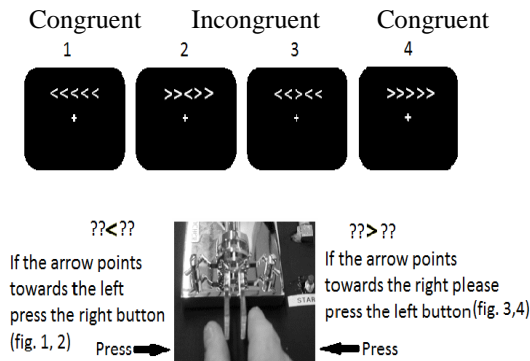 Congruent Incongruent Congruent
1 2 3 4
<<<<< >><>> <<><< >>>>>
+ + + +
??<??
If the arrow points
towards the left
press the right button
(fig. 1, 2)
Press
STAR
??>??
If the arrow points
towards the right please
press the left button (fig. 3,4)
Press